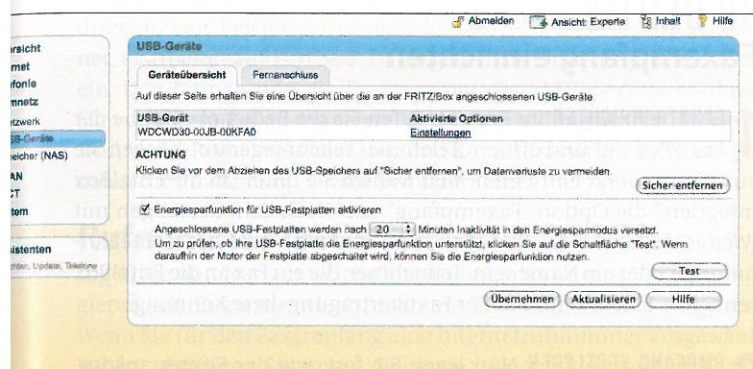 Abmelden Ansicht: Experte Inhalt Hilfe
USB-Geräte
Geräteübersicht Fernanschluss
Auf dieser Seite erhalten Sie eine Übersicht über die an der FRITZ!Box angeschlossenen USB-Geräte.
USB-Gerät Aktivierte Optionen
WDCWD30-00JB-00KFA0 Einstellungen
ACHTUNG
Klicken Sie vor dem Abziehen des USB-Speichers auf "Sicher entfernen", um Datenverluste zu vermeiden.
Sicher entfernen
Energiesparfunktion für USB-Festplatten aktivieren
Angeschlossene USB-Festplatten werden nach 20 Minuten Inaktivität in den Energiesparmodus versetzt.
Um zu prüfen, ob Ihre USB-Festplatte die Energiesparfunktion unterstützt, klicken Sie auf die Schaltfläche "Test". Wenn
daraufhin der Motor der Festplatte abgeschaltet wird, können Sie die Energiesparfunktion nutzen.
Test
Übernehmen Aktualisieren Hilfe
rsicht
rnet
efonie
mnetz
tzwerk
SB-Geräte
eicher (NAS)
AN
CT
tem
sistenten
Update, Telefone